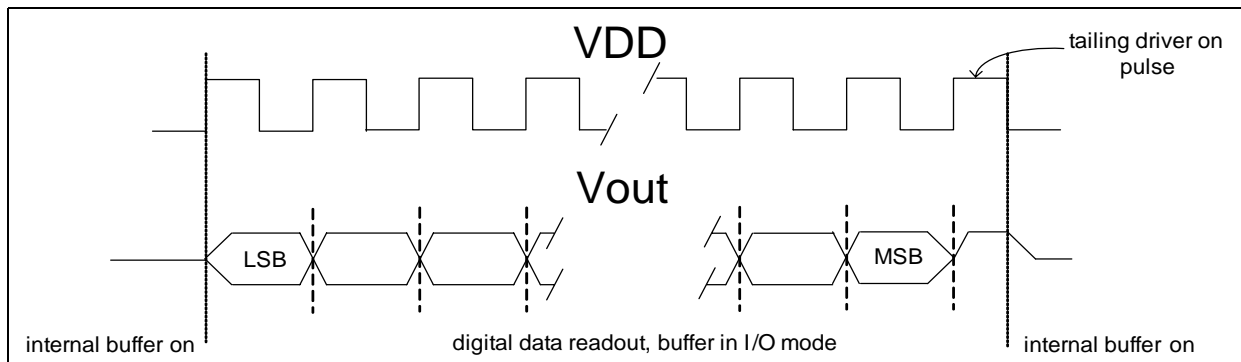 VDD
tailing driver on
pulse
Vout
LSB
MSB
internal buffer on
digital data readout, buffer in I/O mode
internal buffer on